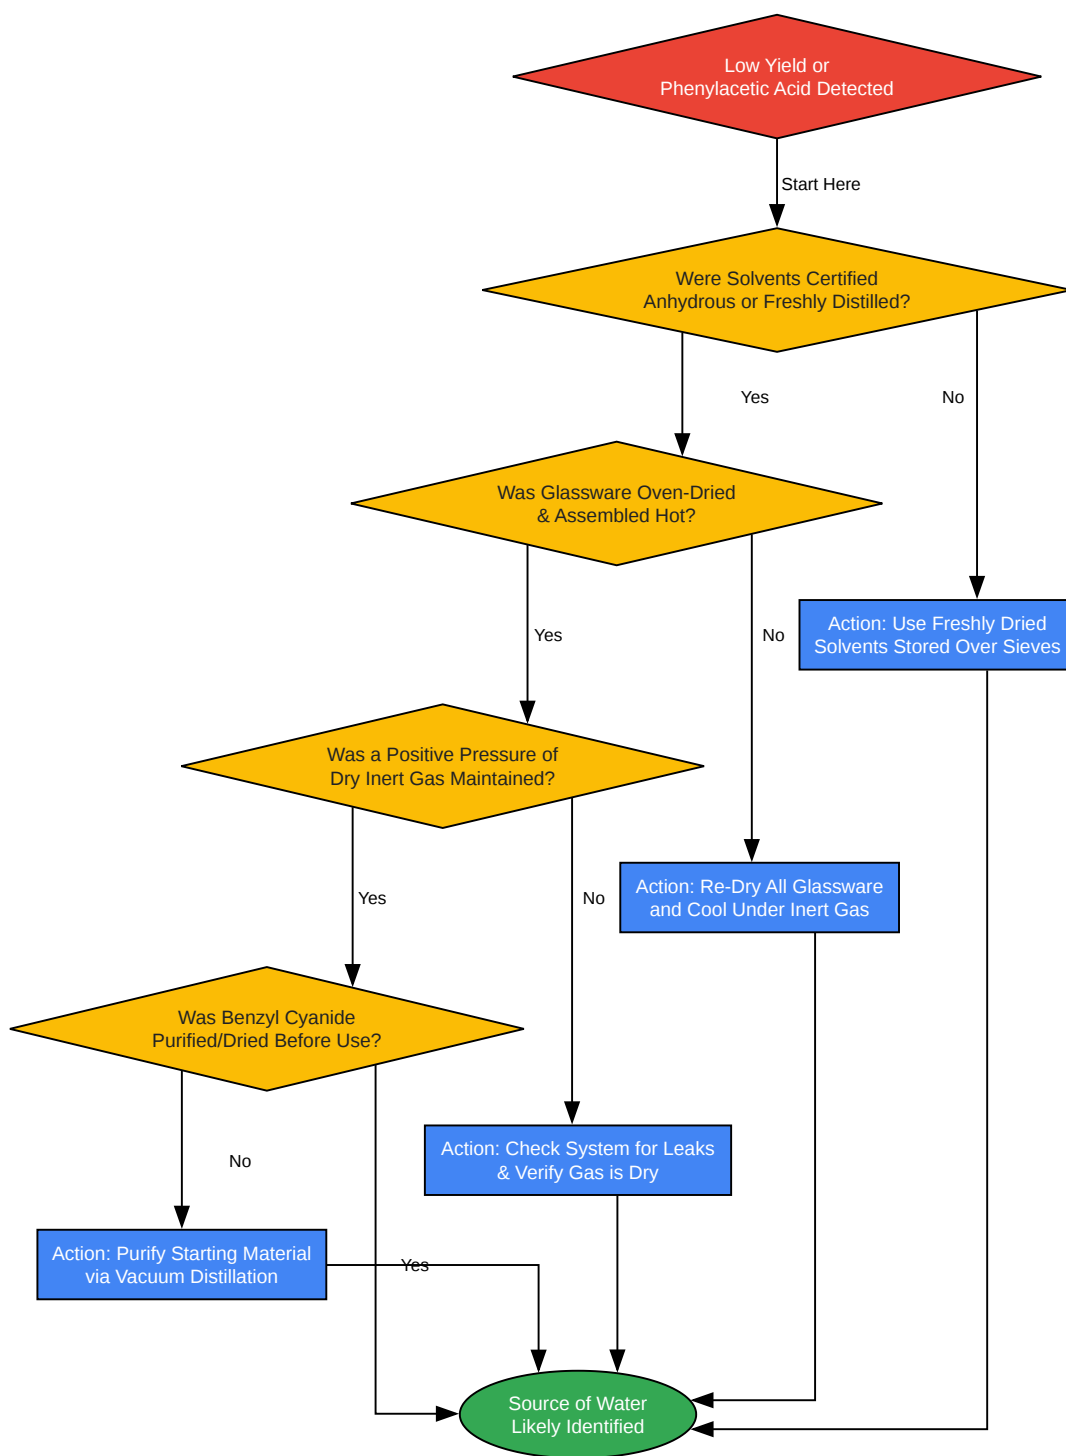 Low Yield or
Phenylacetic Acid Detected
Start Here
Were Solvents Certified
Anhydrous or Freshly Distilled?
Yes
No
Was Glassware Oven-Dried
& Assembled Hot?
Action: Use Freshly Dried
Solvents Stored Over Sieves
Yes
No
Was a Positive Pressure of
Dry Inert Gas Maintained?
Action: Re-Dry All Glassware
and Cool Under Inert Gas
Yes
No
Was Benzyl Cyanide
Purified/Dried Before Use?
Action: Check System for Leaks
& Verify Gas is Dry
No
Action: Purify Starting Material
via Vacuum Distillation
Yes
Source of Water
Likely Identified